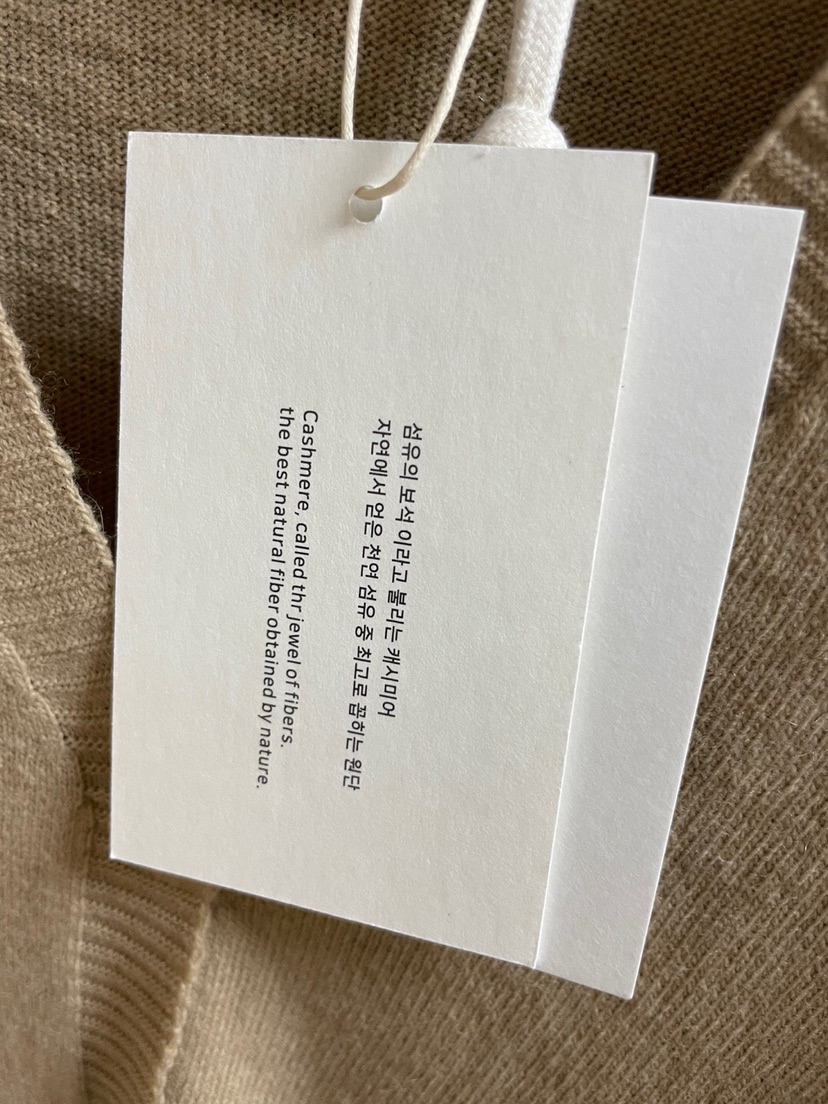 섬유의 보석 이라고 불리는 캐시미어
자연에서 얻은 천연 섬유 중 최고로 꼽히는 원단
Cashmere, called thr jewel of fibers.
the best natural fiber obtained by nature.